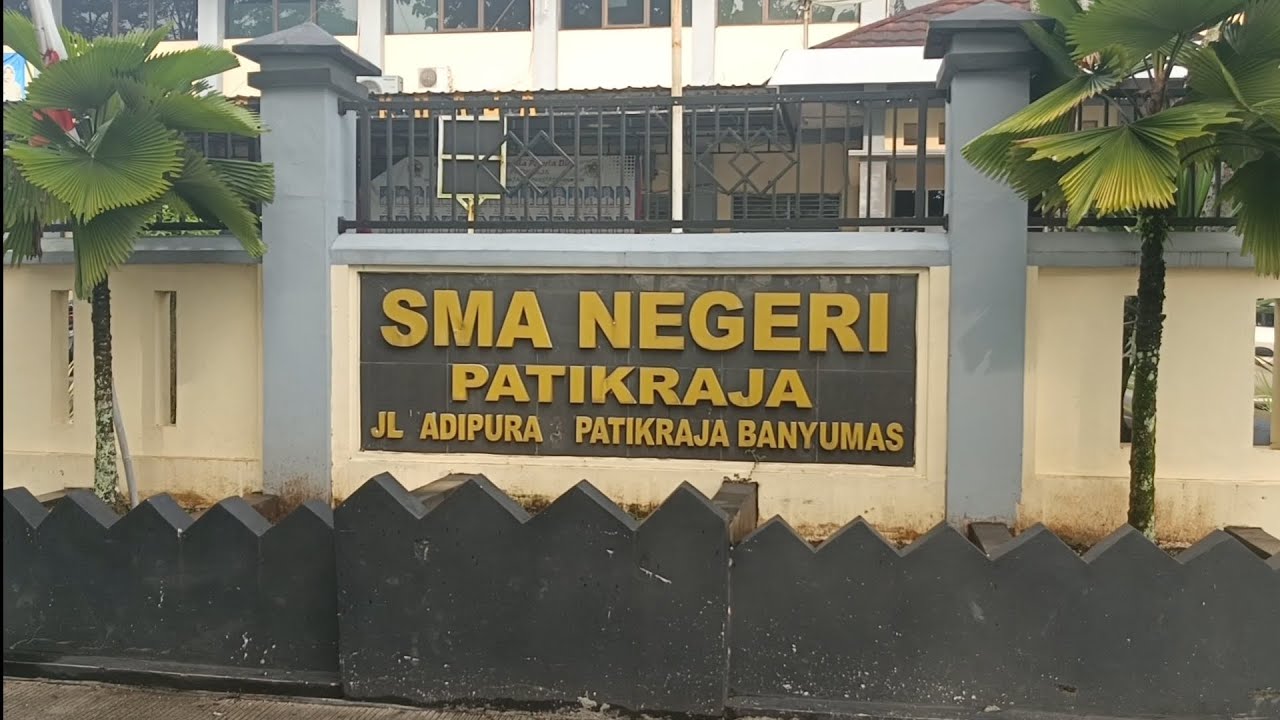 SMA NEGERI
PATIKRAJA
JL ADIPURA PATIKRAJA BANYUMAS